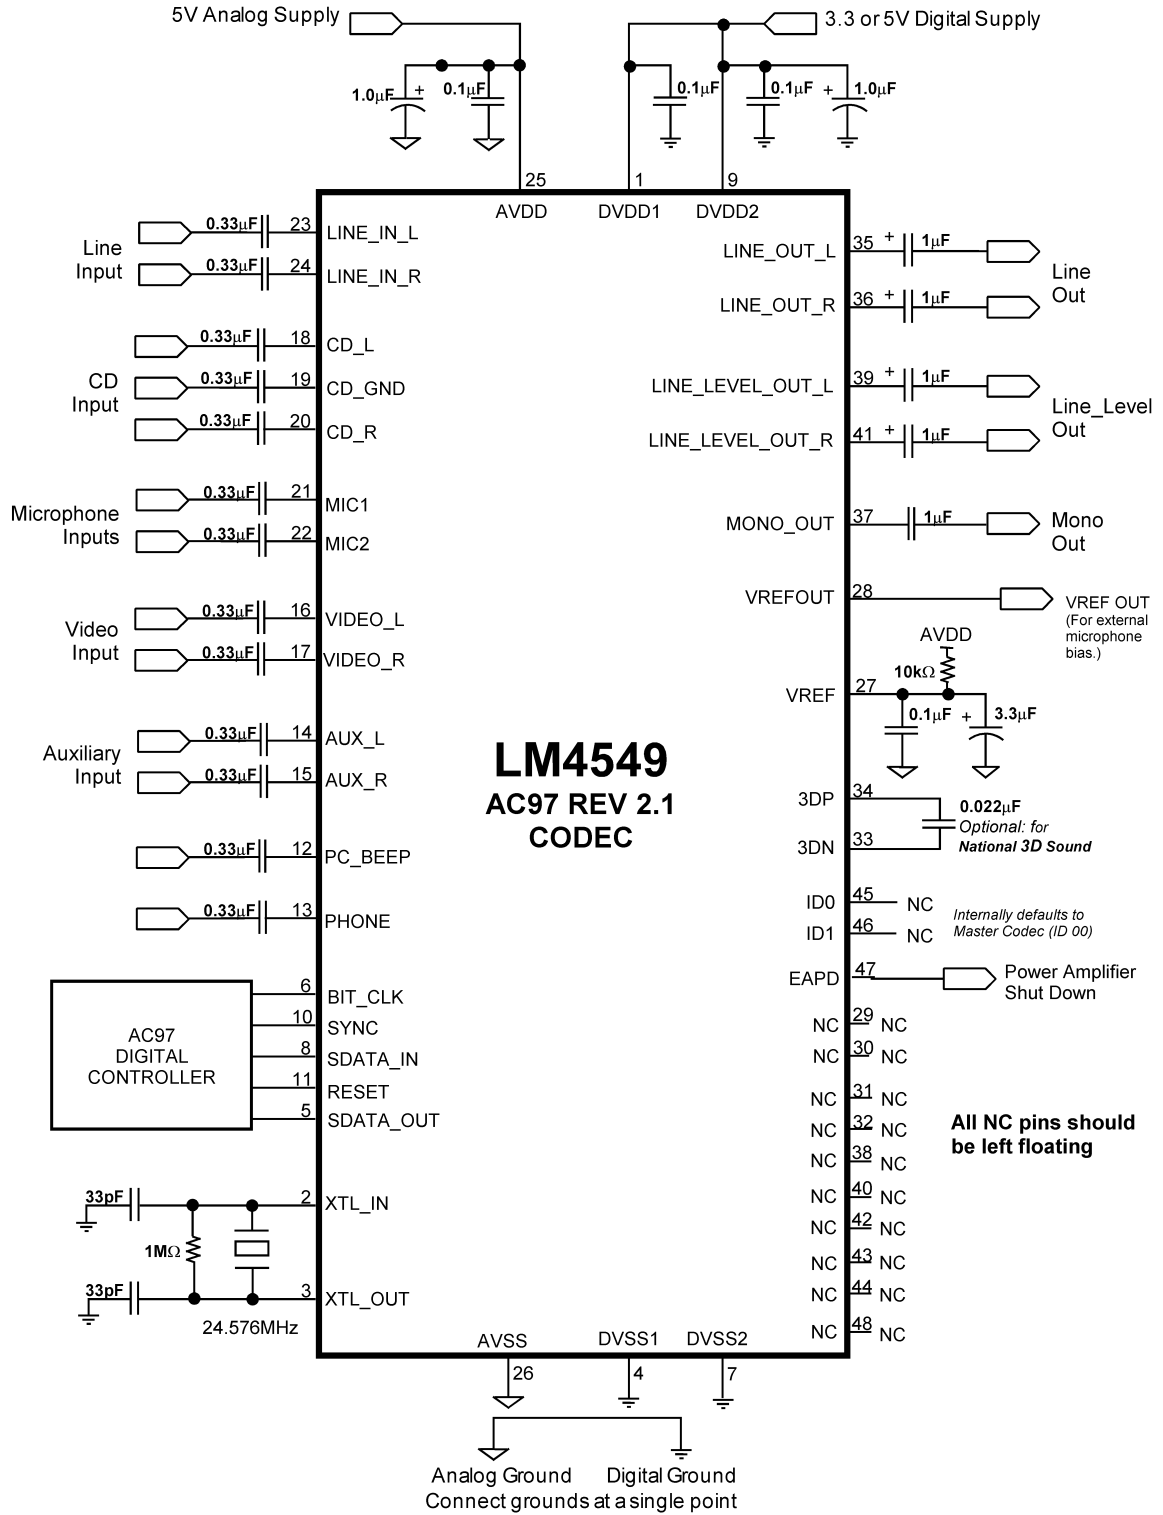 5V Analog Supply
3.3 or 5V Digital Supply
1.0µF
+
0.1µF
0.1µF
0.1µF
+
1.0µF
25
1
9
AVDD
DVDD1
DVDD2
Line
Input
0.33µF
23
LINE_IN_L
0.33µF
24
LINE_IN_R
CD
Input
0.33µF
18
CD_L
0.33µF
19
CD_GND
0.33µF
20
CD_R
Microphone
Inputs
0.33µF
21
MIC1
0.33µF
22
MIC2
Video
Input
0.33µF
16
VIDEO_L
0.33µF
17
VIDEO_R
Auxiliary
Input
0.33µF
14
AUX_L
0.33µF
15
AUX_R
0.33µF
12
PC_BEEP
0.33µF
13
PHONE
AC97
DIGITAL
CONTROLLER
6
BIT_CLK
10
SYNC
8
SDATA_IN
11
RESET
5
SDATA_OUT
33pF
2
XTL_IN
1MΩ
33pF
3
XTL_OUT
24.576MHz
LM4549
AC97 REV 2.1
CODEC
LINE_OUT_L
35
+
1µF
LINE_OUT_R
36
+
1µF
Line
Out
LINE_LEVEL_OUT_L
39
+
1µF
LINE_LEVEL_OUT_R
41
+
1µF
Line_Level
Out
MONO_OUT
37
1µF
Mono
Out
VREFOUT
28
VREF OUT
(For external
microphone
bias.)
AVDD
10kΩ
VREF
27
0.1µF
+
3.3µF
3DP
34
0.022µF
Optional: for
National 3D Sound
3DN
33
ID0
45
NC
ID1
46
NC
Internally defaults to
Master Codec (ID 00)
EAPD
47
Power Amplifier
Shut Down
NC
29
NC
NC
30
NC
NC
31
NC
NC
32
NC
NC
38
NC
NC
40
NC
NC
42
NC
NC
43
NC
NC
44
NC
NC
48
NC
All NC pins should
be left floating
AVSS
DVSS1
DVSS2
26
4
7
Analog Ground
Digital Ground
Connect grounds at a single point